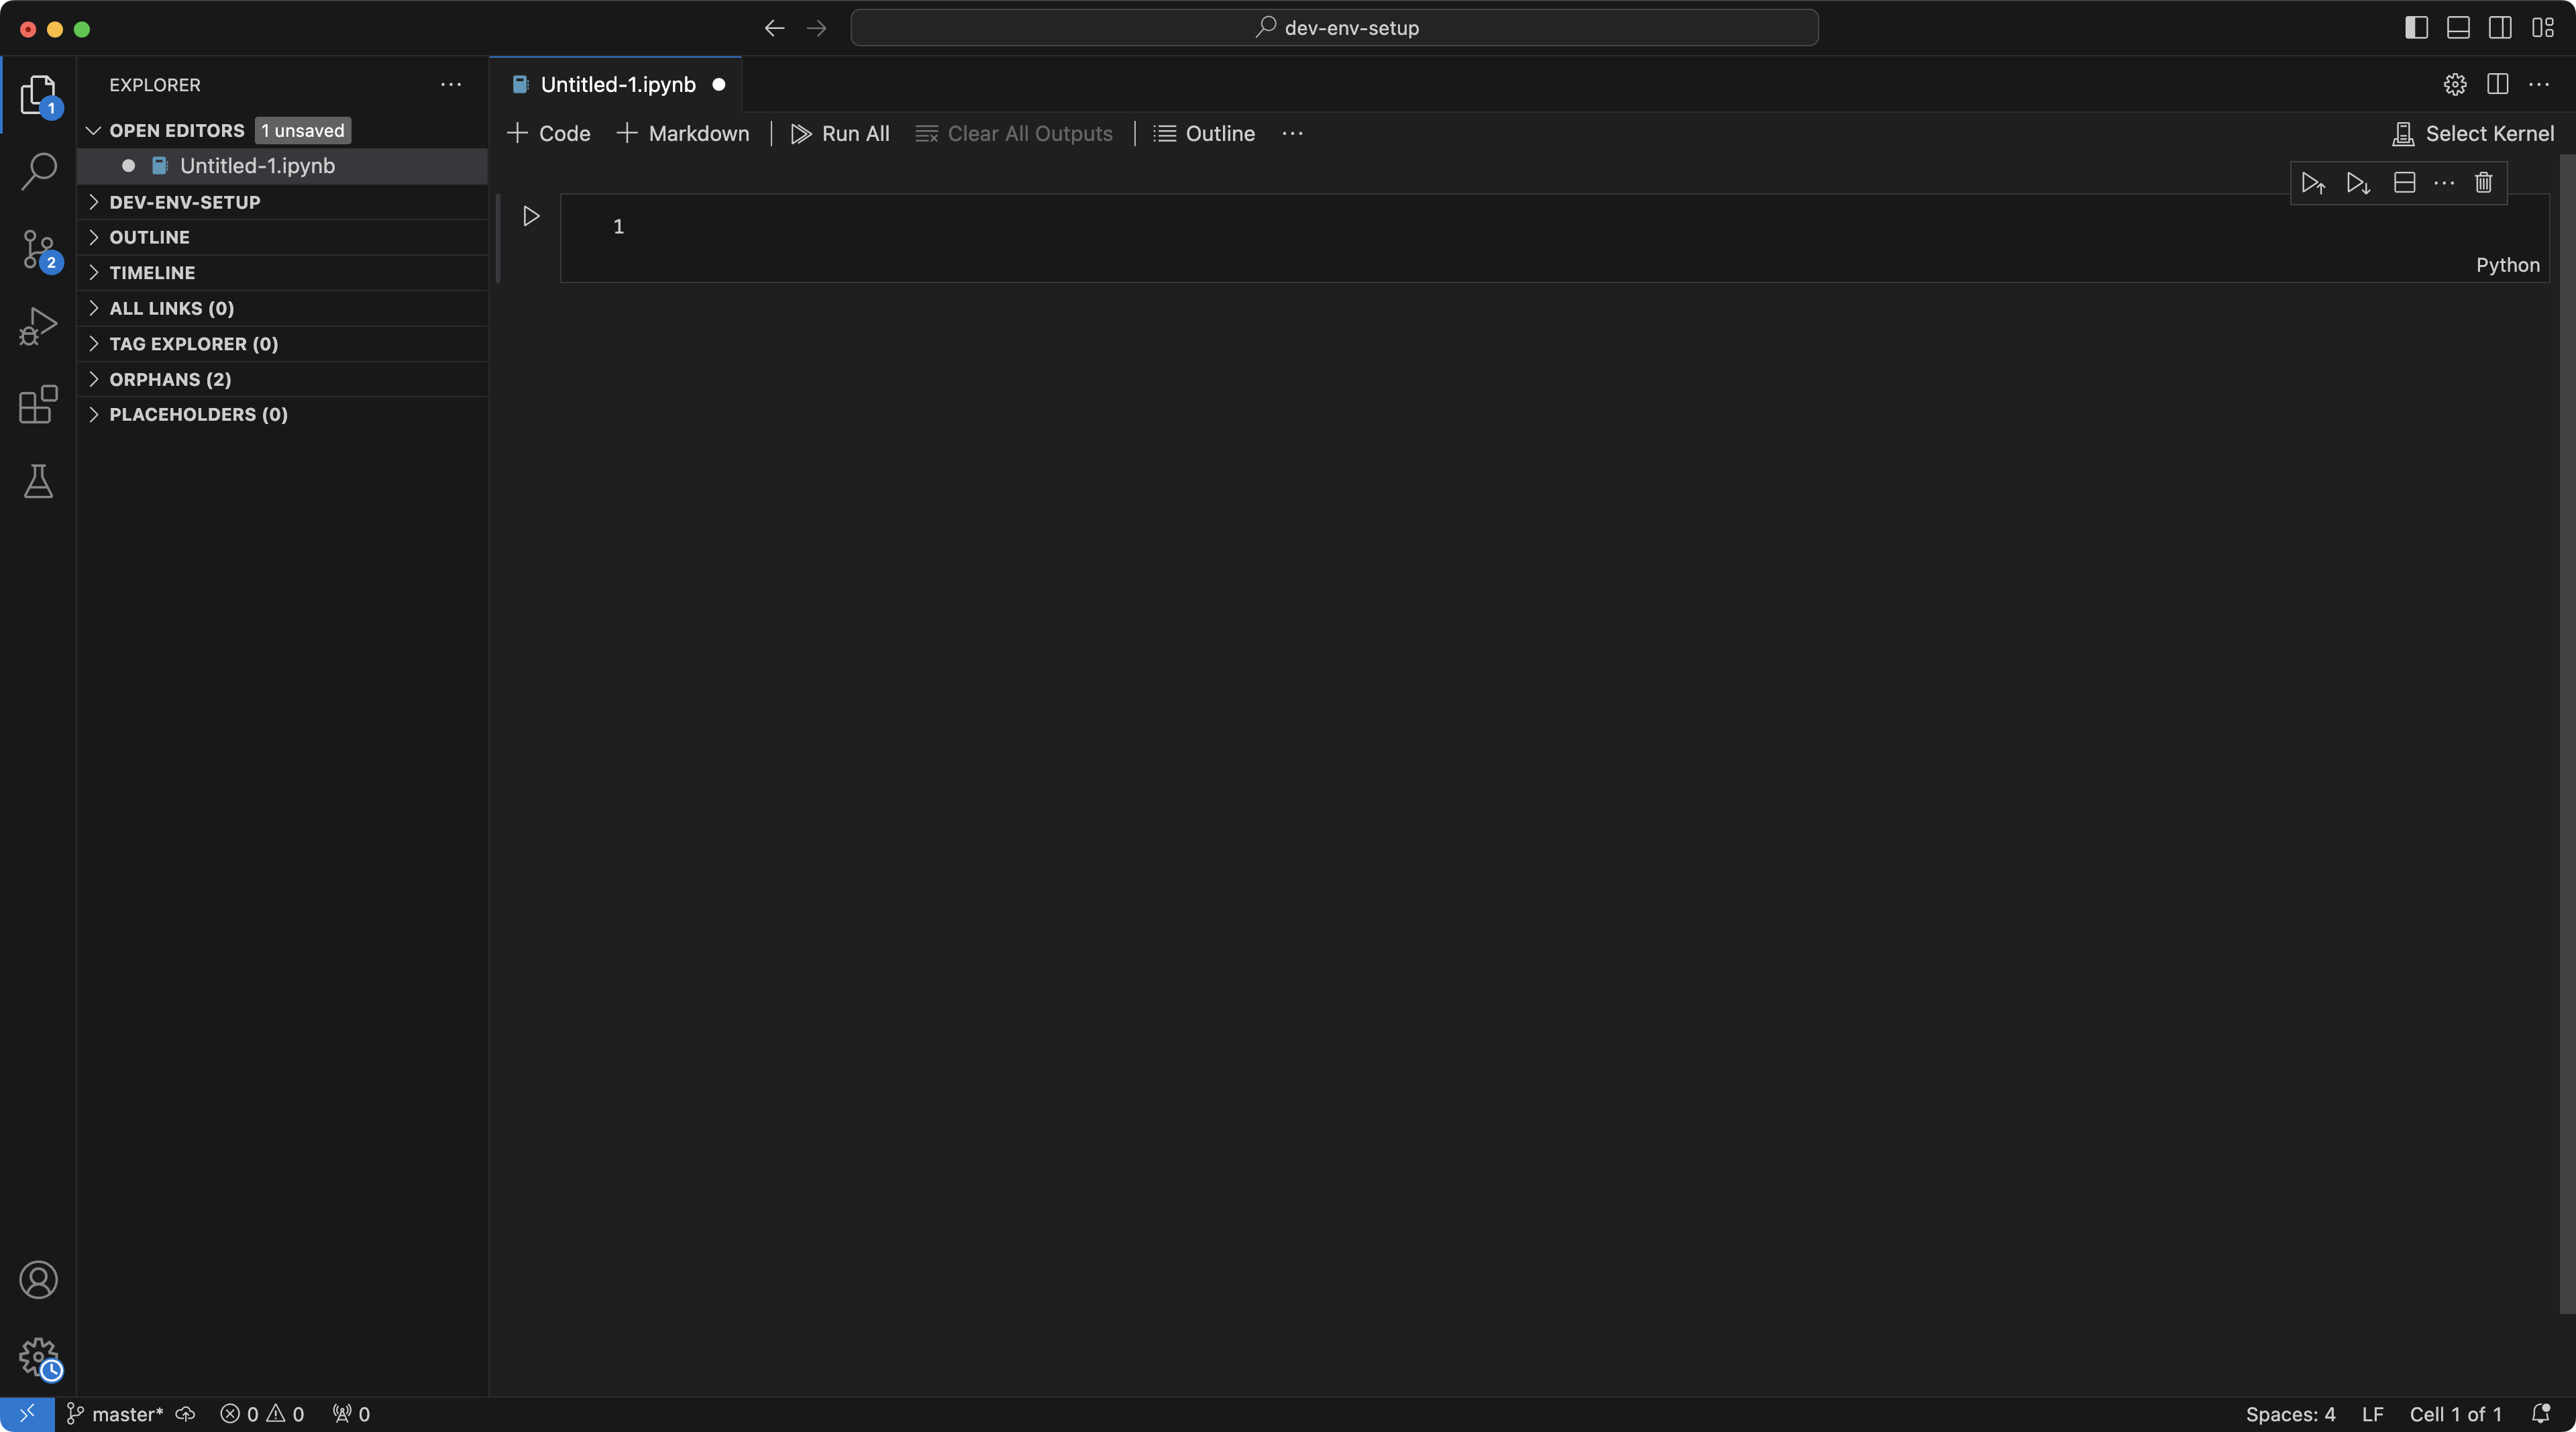 dev-env-setup
EXPLORER
OPEN EDITORS 1 unsaved
Untitled-1.ipynb
DEV-ENV-SETUP
OUTLINE
TIMELINE
ALL LINKS (0)
TAG EXPLORER (0)
ORPHANS (2)
PLACEHOLDERS (0)
1
2
Untitled-1.ipynb
Code Markdown Run All Clear All Outputs Outline Select Kernel
1
Python
master* 0 0 0 Spaces: 4 LF Cell 1 of 1